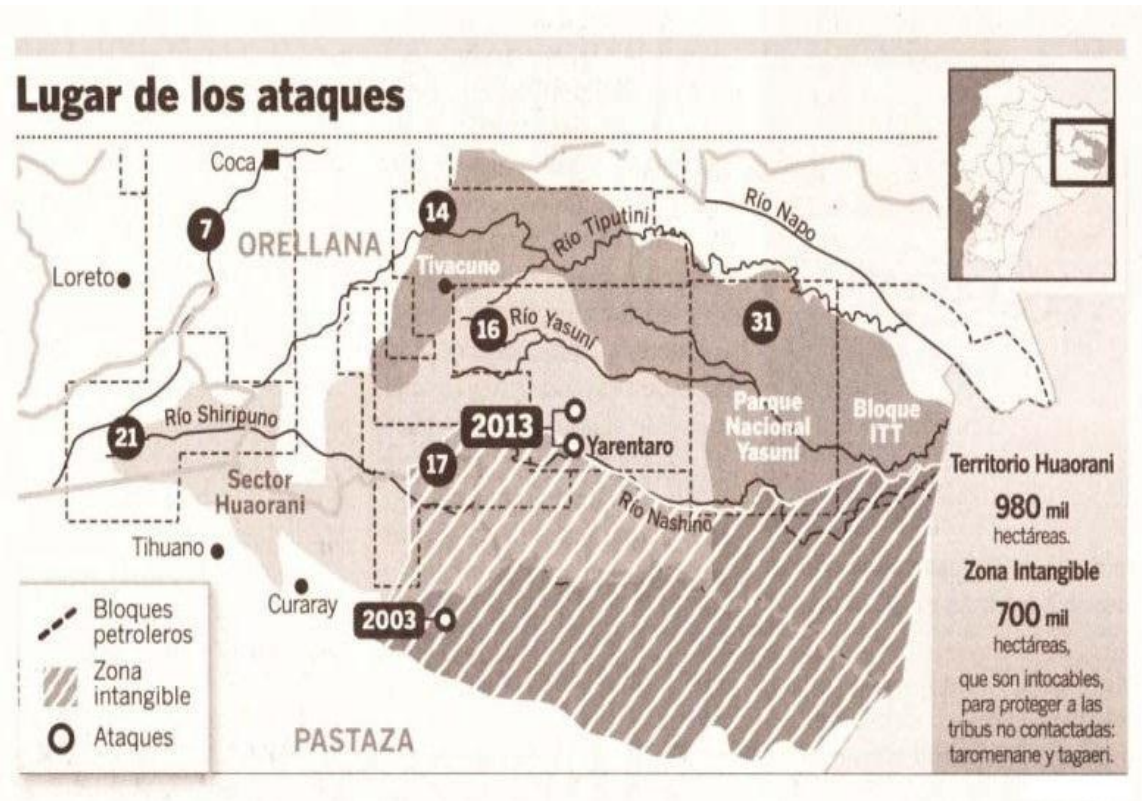 Lugar de los ataques
Coca
7
14
ORELLANA
Río Tiputini
Río Napo
Loreto
Tivacuno
16
Río Yasuní
31
21
Río Shiripuno
2013
Yarentaro
Parque
Nacional
Yasuní
Bloque
ITT
17
Sector
Huaorani
Río Nashino
Tihuano
Curaray
2003
PASTAZA
Bloques
petroleros
Zona
intangible
Ataques
Territorio Huaorani
980 mil
hectáreas.
Zona Intangible
700 mil
hectáreas,
que son intocables,
para proteger a las
tribus no contactadas:
taromenane y tagaeri.